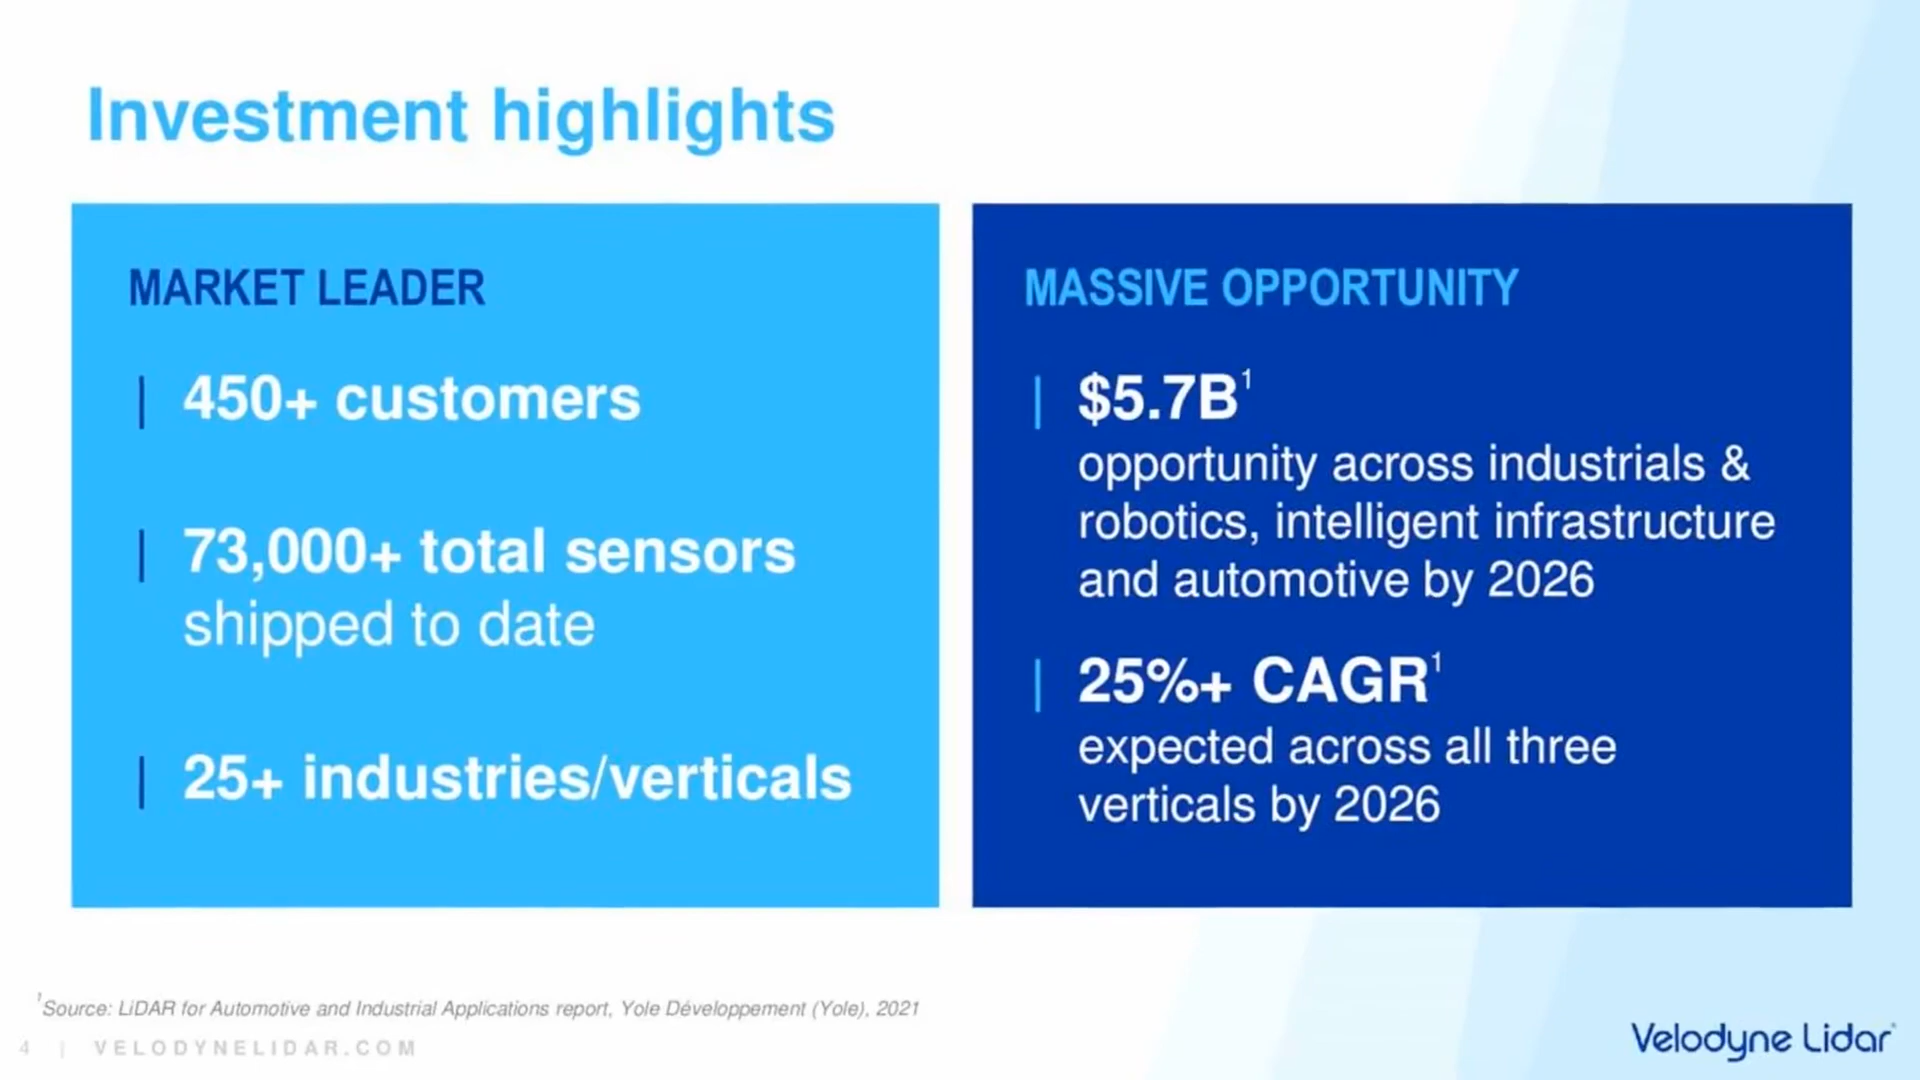 Investment highlights
MARKET LEADER
| 450+ customers
| 73,000+ total sensors
shipped to date
| 25+ industries/verticals
MASSIVE OPPORTUNITY
| $5.7B¹
opportunity across industrials &
robotics, intelligent infrastructure
and automotive by 2026
| 25%+ CAGR¹
expected across all three
verticals by 2026
¹Source: LiDAR for Automotive and Industrial Applications report, Yole Développement (Yole), 2021
4 | VELODYNELIDAR.COM
Velodyne Lidar